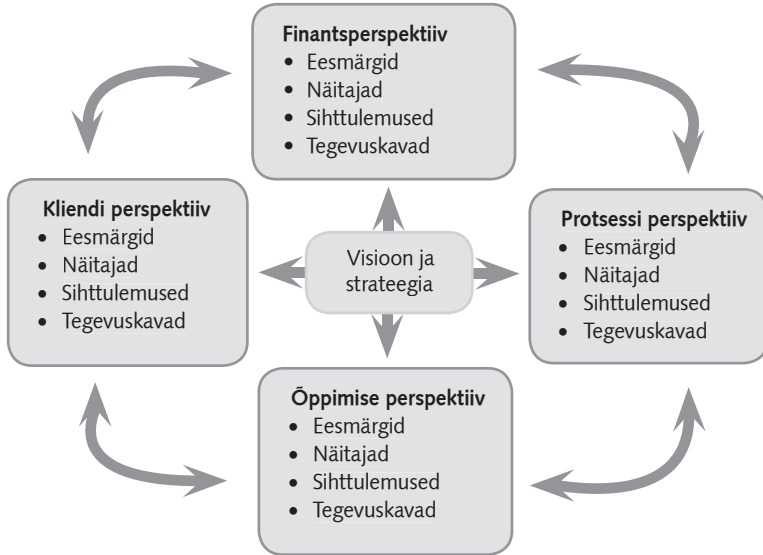 Finantsperspektiiv
• Eesmärgid
• Näitajad
• Sihttulemused
• Tegevuskavad
Kliendi perspektiiv
• Eesmärgid
• Näitajad
• Sihttulemused
• Tegevuskavad
Visioon ja
strateegia
Protsessi perspektiiv
• Eesmärgid
• Näitajad
• Sihttulemused
• Tegevuskavad
Õppimise perspektiiv
• Eesmärgid
• Näitajad
• Sihttulemused
• Tegevuskavad